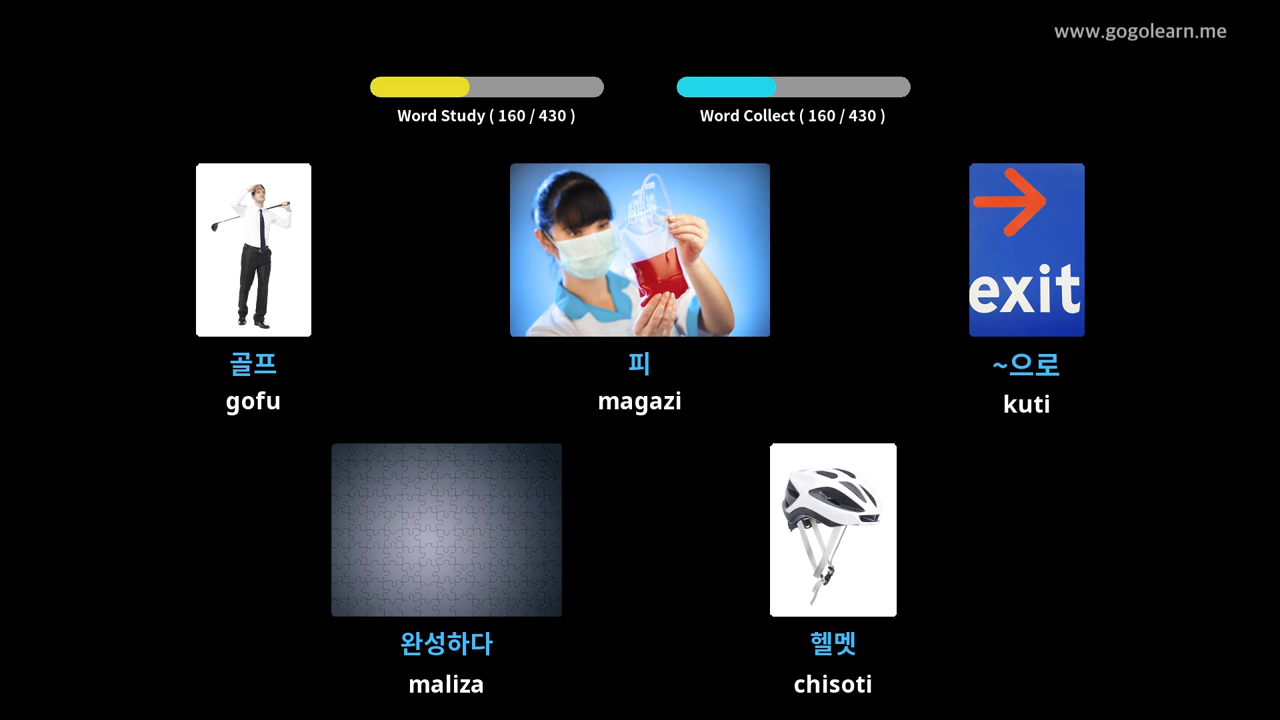 www.gogolearn.me
Word Study ( 160 / 430 )
Word Collect ( 160 / 430 )
exit
골프
gofu
피
magazi
~으로
kuti
완성하다
maliza
헬멧
chisoti